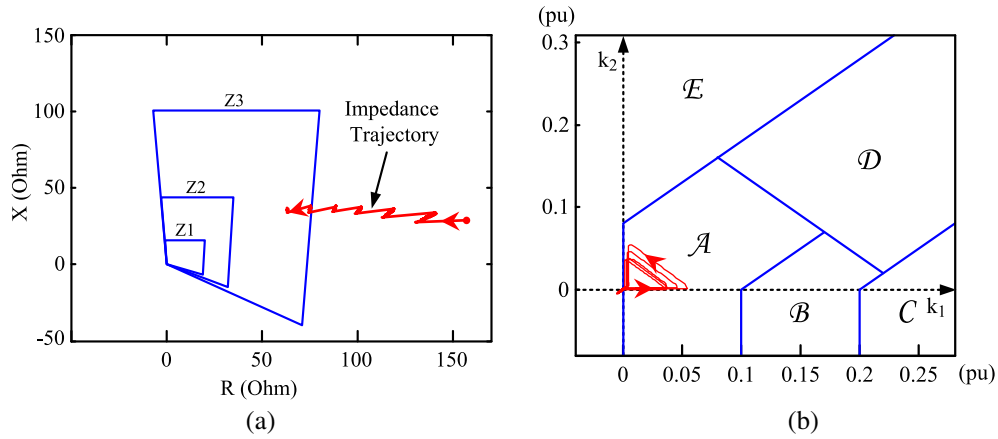 150
100
50
0
-50
X (Ohm)
Z3
Z2
Z1
Impedance
Trajectory
0
50
100
150
R (Ohm)
(a)
(pu)
0.3
0.2
0.1
0
k₂
ℰ
𝒟
𝒜
ℬ
𝒞
k₁
0
0.05
0.1
0.15
0.2
0.25
(pu)
(b)